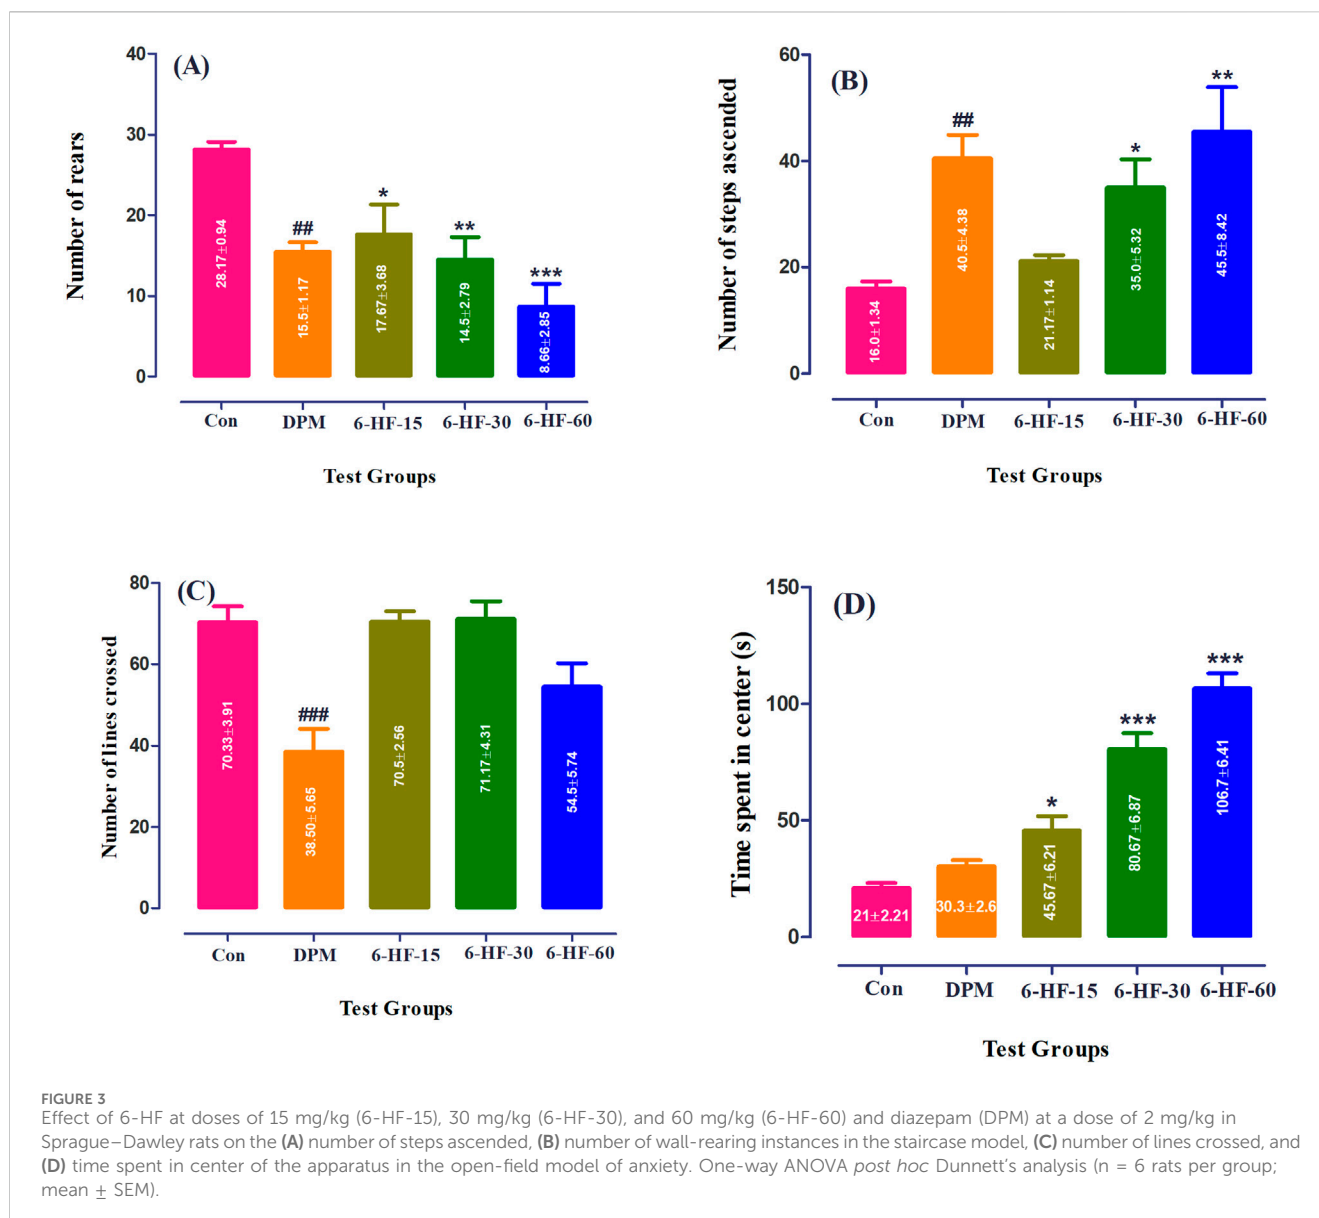 (A)
Number of rears
40
30
20
10
0
28.17±0.94
15.5±1.17
17.67±3.68
14.5±2.79
8.66±2.85
##
*
**
***
Con DPM 6-HF-15 6-HF-30 6-HF-60
Test Groups
(B)
Number of steps ascended
60
40
20
0
16.0±1.34
40.5±4.38
21.17±1.14
35.0±5.32
45.5±8.42
##
*
**
Con DPM 6-HF-15 6-HF-30 6-HF-60
Test Groups
(C)
Number of lines crossed
80
60
40
20
0
70.33±3.91
38.50±5.65
70.5±2.56
71.17±4.31
54.5±5.74
###
Con DPM 6-HF-15 6-HF-30 6-HF-60
Test Groups
(D)
Time spent in center (s)
150
100
50
0
21±2.21
30.3±2.6
45.67±6.21
80.67±6.87
106.7±6.41
*
***
***
Con DPM 6-HF-15 6-HF-30 6-HF-60
Test Groups
FIGURE 3
Effect of 6-HF at doses of 15 mg/kg (6-HF-15), 30 mg/kg (6-HF-30), and 60 mg/kg (6-HF-60) and diazepam (DPM) at a dose of 2 mg/kg in
Sprague–Dawley rats on the (A) number of steps ascended, (B) number of wall-rearing instances in the staircase model, (C) number of lines crossed, and
(D) time spent in center of the apparatus in the open-field model of anxiety. One-way ANOVA post hoc Dunnett's analysis (n = 6 rats per group;
mean ± SEM).